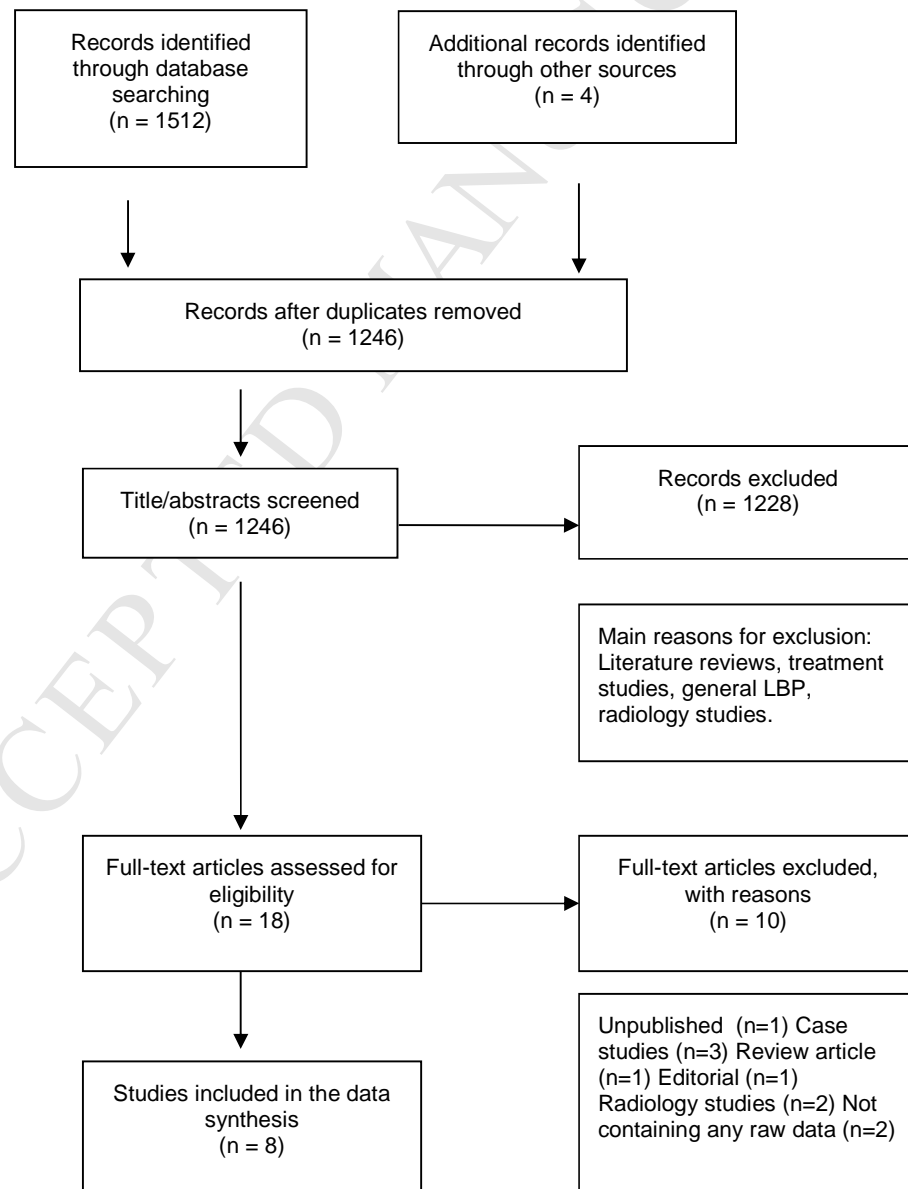 Records identified
through database
searching
(n = 1512)
Additional records identified
through other sources
(n = 4)
Records after duplicates removed
(n = 1246)
Title/abstracts screened
(n = 1246)
Records excluded
(n = 1228)
Main reasons for exclusion:
Literature reviews, treatment
studies, general LBP,
radiology studies.
Full-text articles assessed for
eligibility
(n = 18)
Full-text articles excluded,
with reasons
(n = 10)
Unpublished (n=1) Case
studies (n=3) Review article
(n=1) Editorial (n=1)
Radiology studies (n=2) Not
containing any raw data (n=2)
Studies included in the data
synthesis
(n = 8)